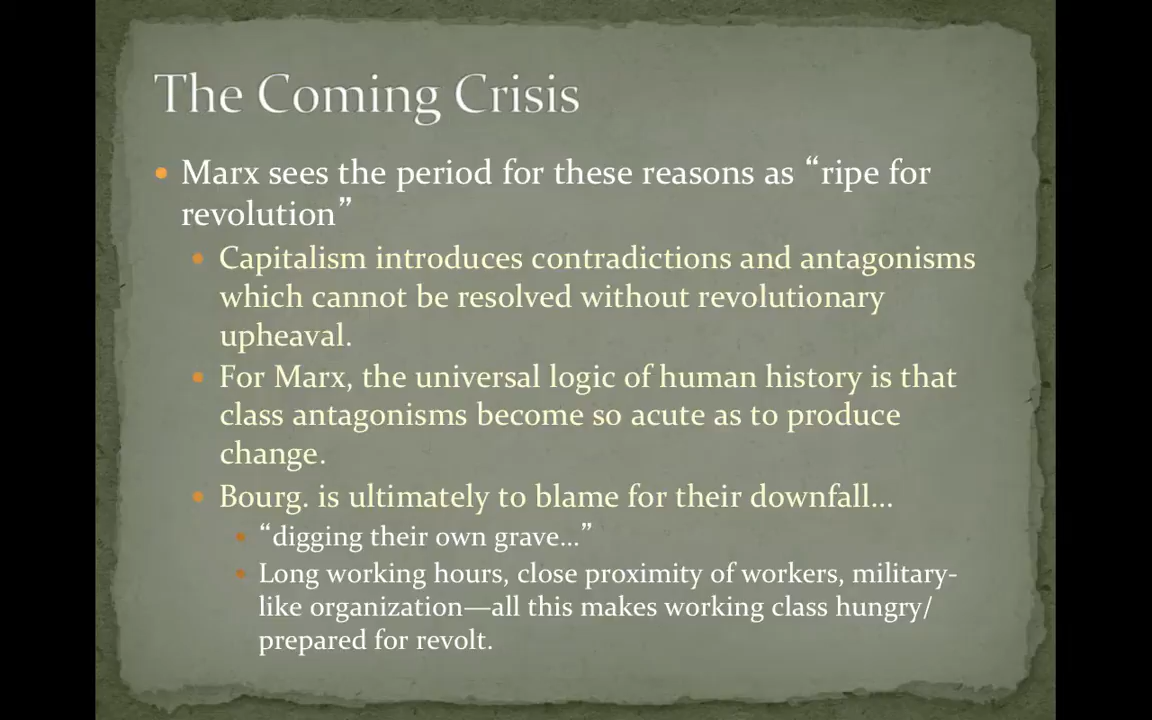 The Coming Crisis
Marx sees the period for these reasons as “ripe for
revolution”
Capitalism introduces contradictions and antagonisms
which cannot be resolved without revolutionary
upheaval.
For Marx, the universal logic of human history is that
class antagonisms become so acute as to produce
change.
Bourg. is ultimately to blame for their downfall…
“digging their own grave…”
Long working hours, close proximity of workers, military-
like organization—all this makes working class hungry/
prepared for revolt.